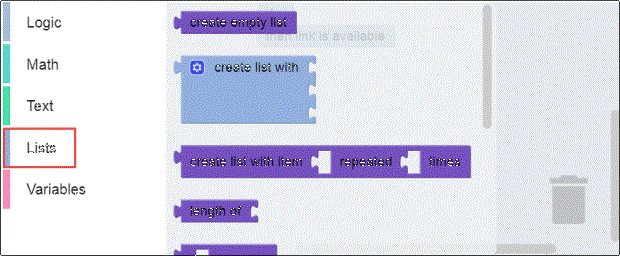 Logic
Math
Text
Lists
Variables
create empty list
then link is available
create list with
create list with item repeated times
length of